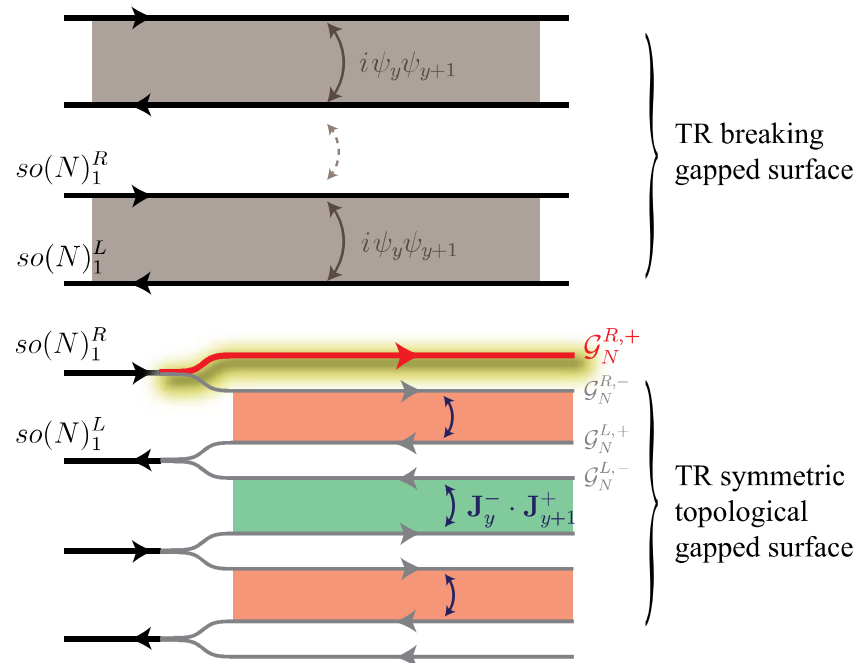 iψ_yψ_{y+1}
TR breaking
gapped surface
so(N)_1^R
so(N)_1^L
iψ_yψ_{y+1}
so(N)_1^R
𝒢_N^{R,+}
𝒢_N^{R,-}
so(N)_1^L
𝒢_N^{L,+}
𝒢_N^{L,-}
𝐉_y^- · 𝐉_{y+1}^+
TR symmetric
topological
gapped surface